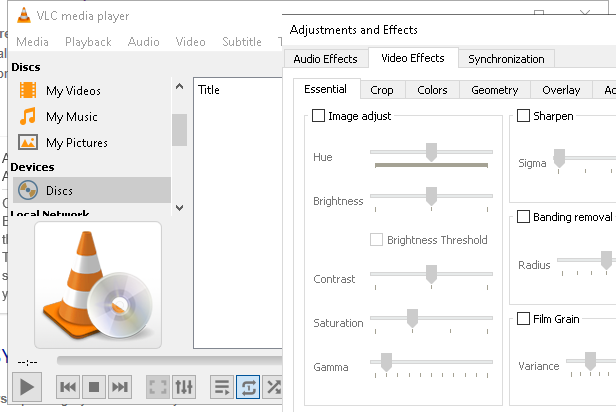 VLC media player
Media Playback Audio Video Subtitle
Discs
My Videos
My Music
My Pictures
Devices
Discs
Local Network
Title
--:--
Adjustments and Effects
Audio Effects Video Effects Synchronization
Essential Crop Colors Geometry Overlay
Image adjust
Hue
Brightness
Brightness Threshold
Contrast
Saturation
Gamma
Sharpen
Sigma
Banding removal
Radius
Film Grain
Variance